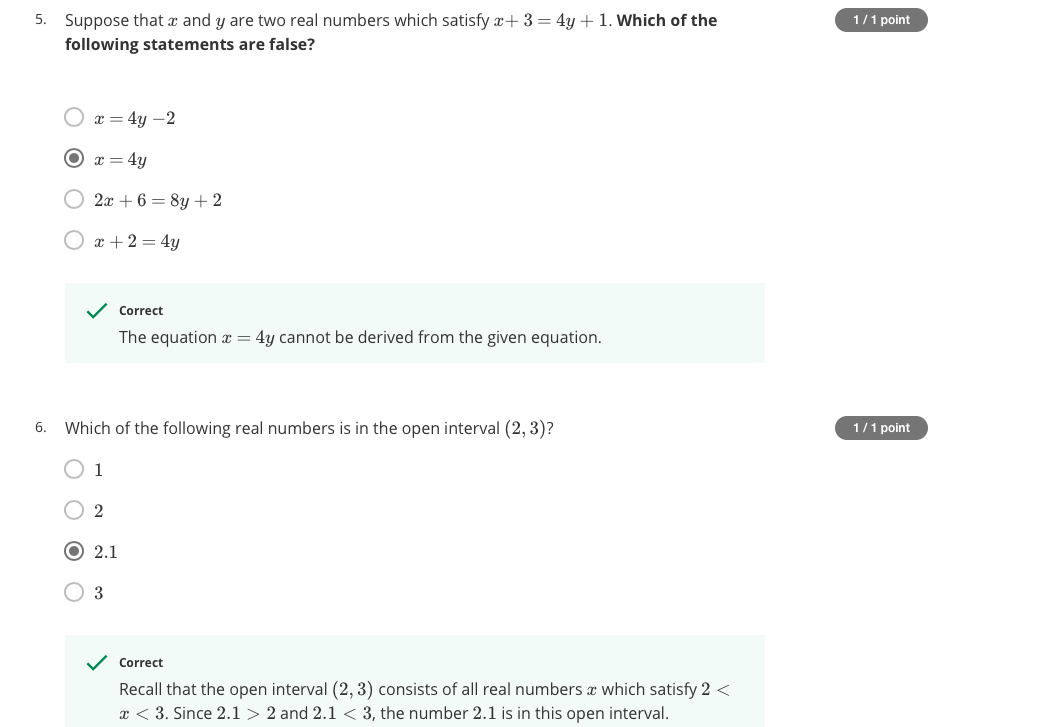 5. Suppose that x and y are two real numbers which satisfy x+ 3 = 4y + 1. Which of the 1 / 1 point
following statements are false?
x = 4y −2
x = 4y
2x + 6 = 8y + 2
x + 2 = 4y
Correct
The equation x = 4y cannot be derived from the given equation.
6. Which of the following real numbers is in the open interval (2, 3)? 1 / 1 point
1
2
2.1
3
Correct
Recall that the open interval (2, 3) consists of all real numbers x which satisfy 2 <
x < 3. Since 2.1 > 2 and 2.1 < 3, the number 2.1 is in this open interval.